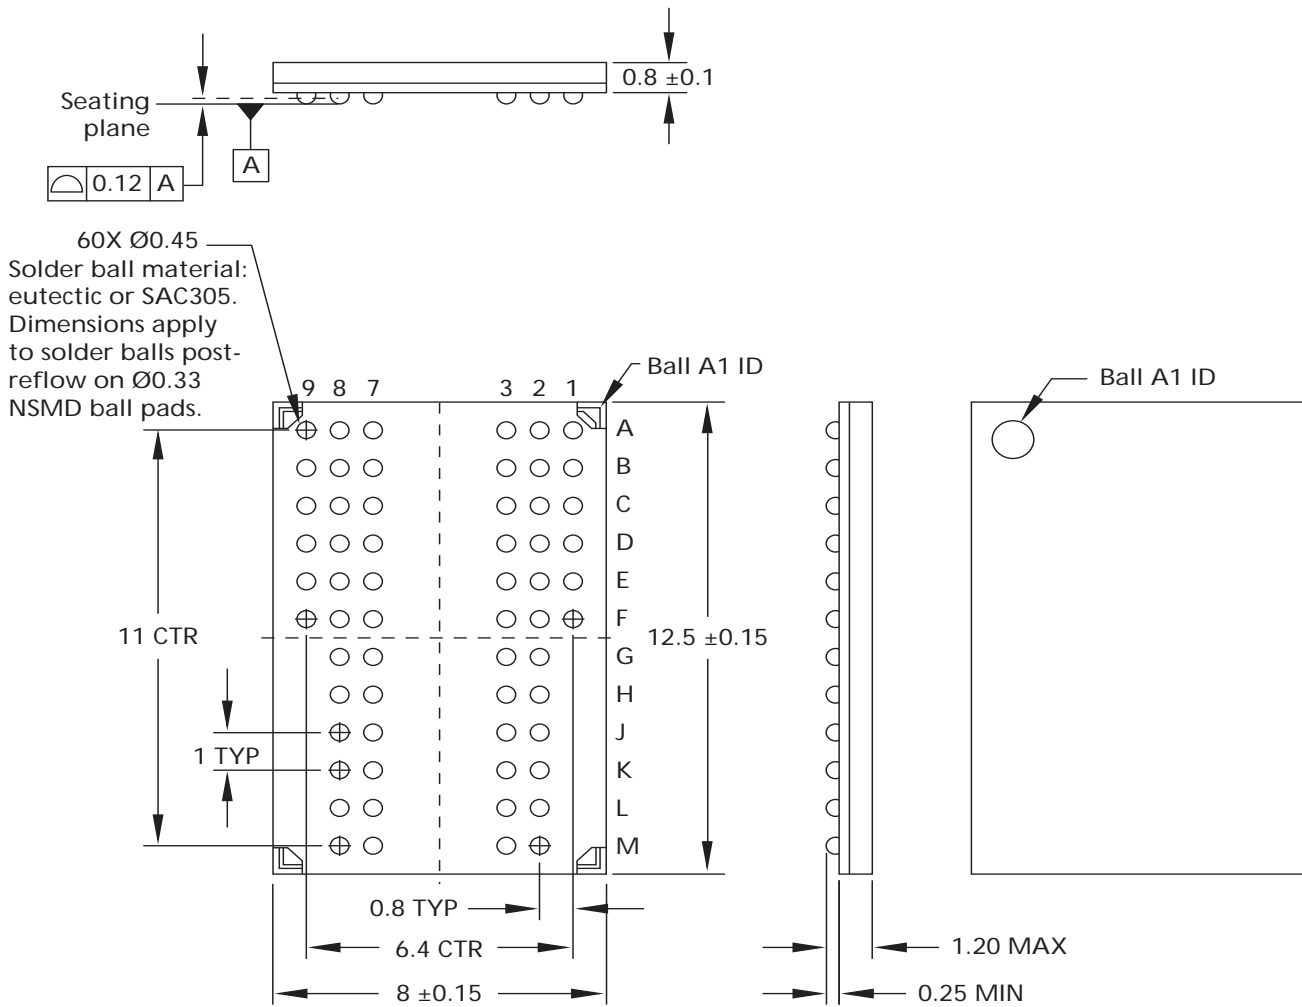 0.8 ±0.1
Seating
plane
A
0.12 A
60X Ø0.45
Solder ball material:
eutectic or SAC305.
Dimensions apply
to solder balls post-
reflow on Ø0.33
NSMD ball pads.
Ball A1 ID
Ball A1 ID
9 8 7 3 2 1
A
B
C
D
E
F
11 CTR
12.5 ±0.15
G
H
J
1 TYP
K
L
M
0.8 TYP
6.4 CTR
1.20 MAX
8 ±0.15
0.25 MIN